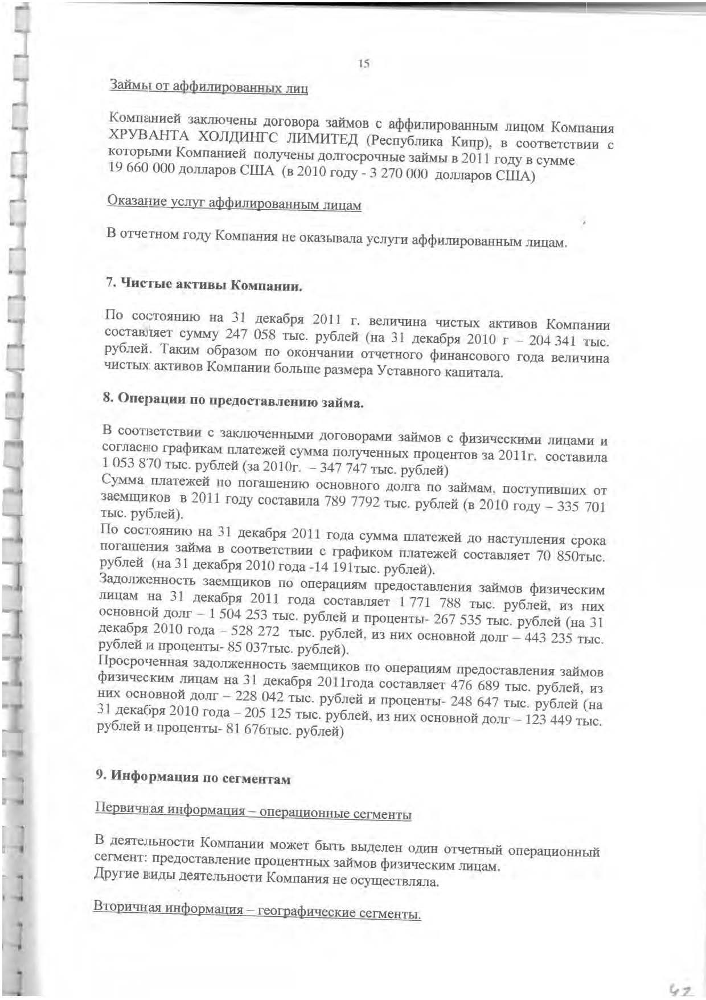 15
Займы от аффилированных лиц
Компанией заключены договора займов с аффилированным лицом Компания
ХРУВАНТА ХОЛДИНГС ЛИМИТЕД (Республика Кипр), в соответствии с
которыми Компанией получены долгосрочные займы в 2011 году в сумме
19 660 000 долларов США (в 2010 году - 3 270 000 долларов США)
Оказание услуг аффилированным лицам
В отчетном году Компания не оказывала услуги аффилированным лицам.
7. Чистые активы Компании.
По состоянию на 31 декабря 2011 г. величина чистых активов Компании
составляет сумму 247 058 тыс. рублей (на 31 декабря 2010 г – 204 341 тыс.
рублей. Таким образом по окончании отчетного финансового года величина
чистых активов Компании больше размера Уставного капитала.
8. Операции по предоставлению займа.
В соответствии с заключенными договорами займов с физическими лицами и
согласно графикам платежей сумма полученных процентов за 2011г. составила
1 053 870 тыс. рублей (за 2010г. – 347 747 тыс. рублей)
Сумма платежей по погашению основного долга по займам, поступивших от
заемщиков в 2011 году составила 789 7792 тыс. рублей (в 2010 году – 335 701
тыс. рублей).
По состоянию на 31 декабря 2011 года сумма платежей до наступления срока
погашения займа в соответствии с графиком платежей составляет 70 850тыс.
рублей (на 31 декабря 2010 года -14 191тыс. рублей).
Задолженность заемщиков по операциям предоставления займов физическим
лицам на 31 декабря 2011 года составляет 1 771 788 тыс. рублей, из них
основной долг – 1 504 253 тыс. рублей и проценты- 267 535 тыс. рублей (на 31
декабря 2010 года – 528 272 тыс. рублей, из них основной долг – 443 235 тыс.
рублей и проценты- 85 037тыс. рублей).
Просроченная задолженность заемщиков по операциям предоставления займов
физическим лицам на 31 декабря 2011года составляет 476 689 тыс. рублей, из
них основной долг – 228 042 тыс. рублей и проценты- 248 647 тыс. рублей (на
31 декабря 2010 года – 205 125 тыс. рублей, из них основной долг – 123 449 тыс.
рублей и проценты- 81 676тыс. рублей)
9. Информация по сегментам
Первичная информация – операционные сегменты
В деятельности Компании может быть выделен один отчетный операционный
сегмент: предоставление процентных займов физическим лицам.
Другие виды деятельности Компания не осуществляла.
Вторичная информация – географические сегменты.
42